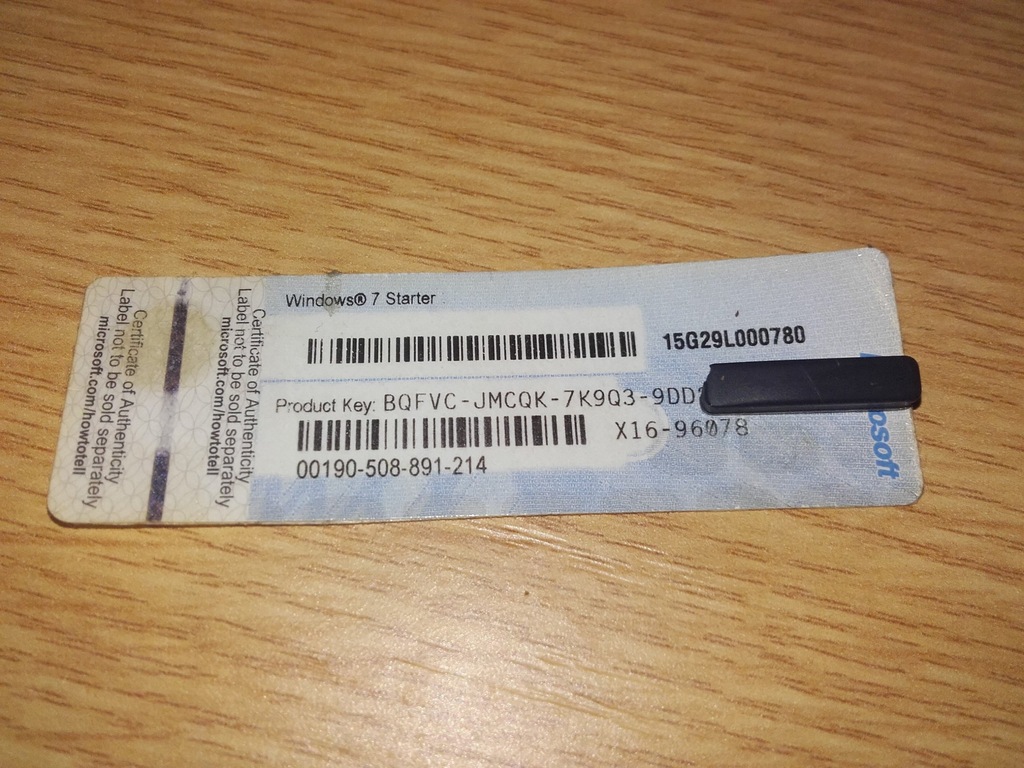 Certificate of Authenticity
Label not to be sold separately
microsoft.com/howtotell
Certificate of Authenticity
Label not to be sold separately
microsoft.com/howtotell
Windows® 7 Starter
15G29L000780
Product Key: BQFVC-JMCQK-7K9Q3-9DD
X16-96078
00190-508-891-214
osoft